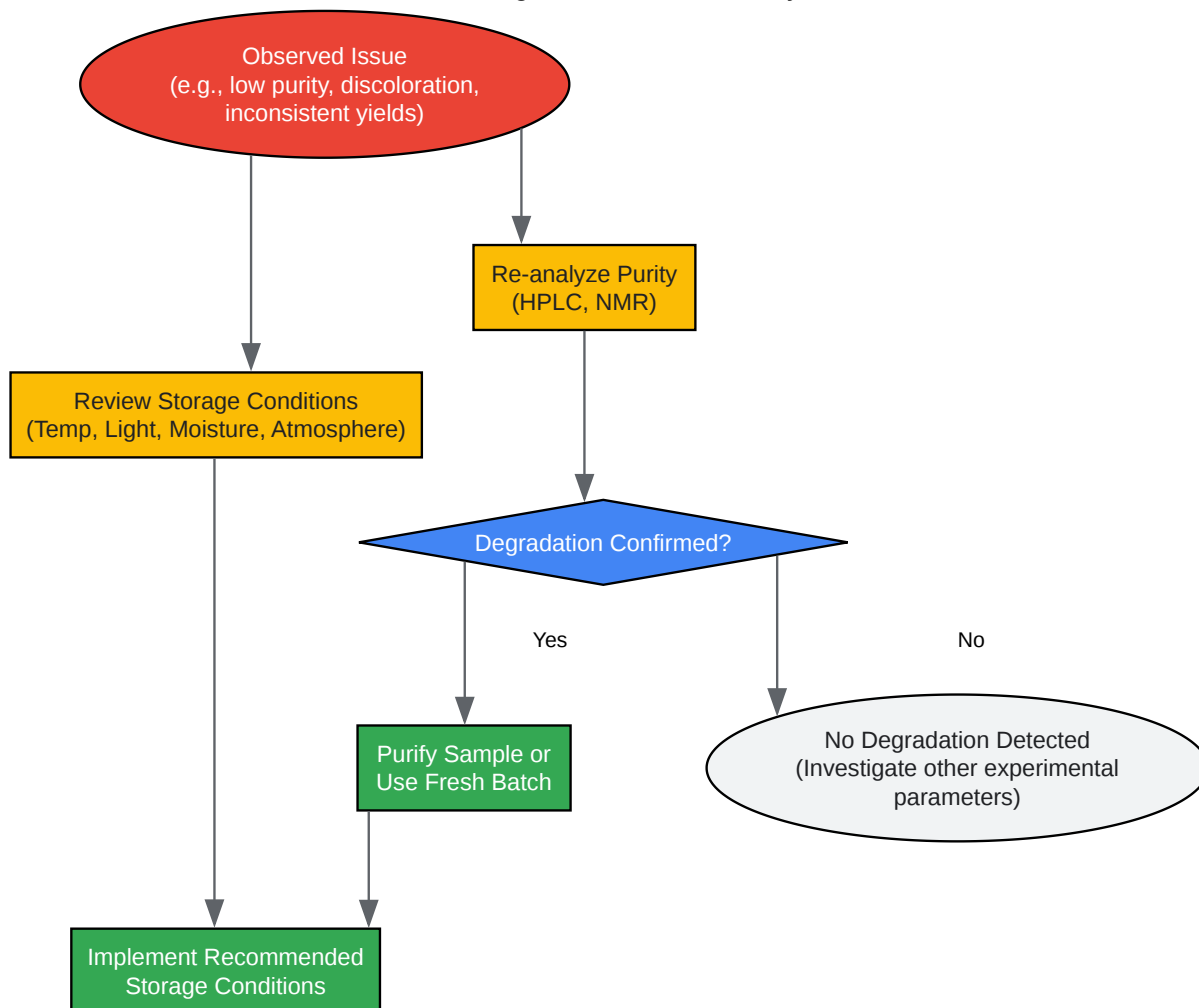 Observed Issue
(e.g., low purity, discoloration,
inconsistent yields)
Re-analyze Purity
(HPLC, NMR)
Review Storage Conditions
(Temp, Light, Moisture, Atmosphere)
Degradation Confirmed?
Yes
No
Purify Sample or
Use Fresh Batch
No Degradation Detected
(Investigate other experimental
parameters)
Implement Recommended
Storage Conditions